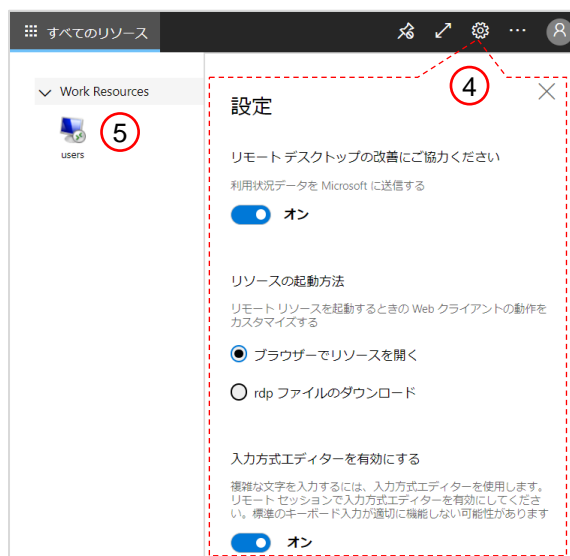 すべてのリソース
④
Work Resources
⑤
users
設定
リモート デスクトップの改善にご協力ください
利用状況データを Microsoft に送信する
オン
リソースの起動方法
リモート リソースを起動するときの Web クライアントの動作を
カスタマイズする
ブラウザーでリソースを開く
rdp ファイルのダウンロード
入力方式エディターを有効にする
複雑な文字を入力するには、入力方式エディターを使用します。
リモート セッションで入力方式エディターを有効にしてくださ
い。標準のキーボード入力が適切に機能しない可能性があります
オン